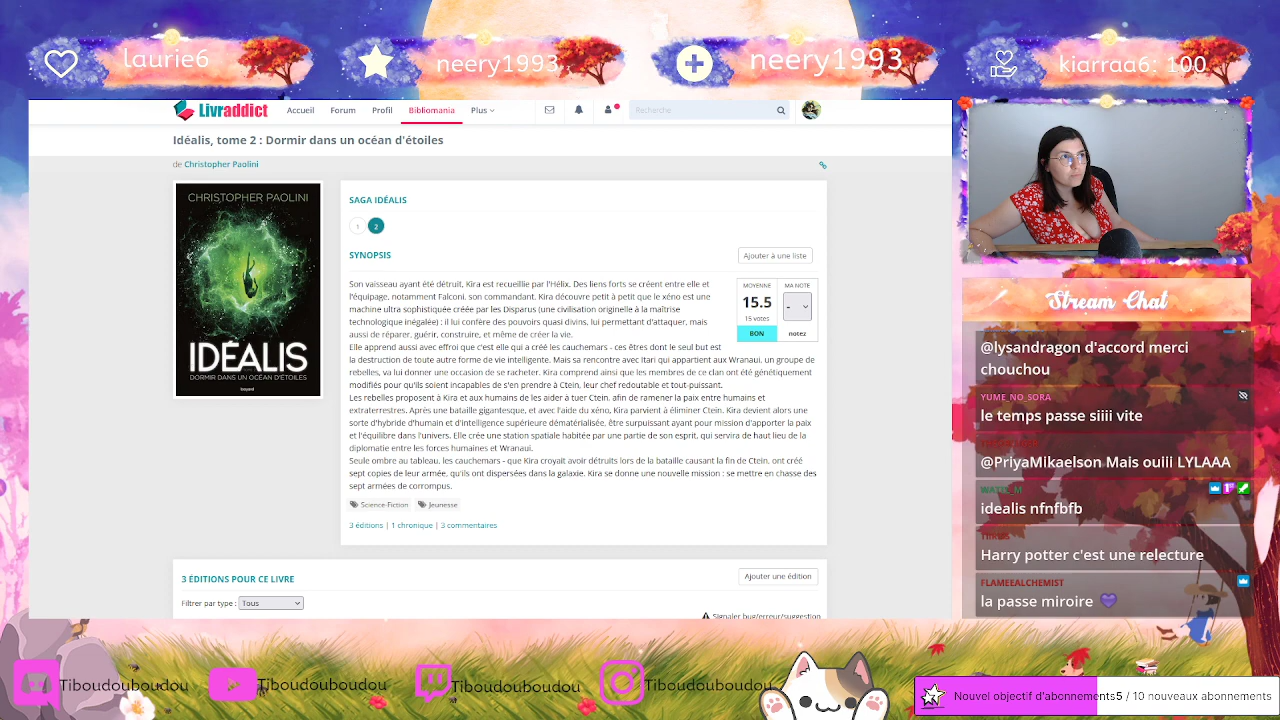 laurie6
neery1993
neery1993
kiarraa6: 100
Livraddict
Accueil Forum Profil Bibliomania Plus
Recherche
Idéalis, tome 2 : Dormir dans un océan d'étoiles
de Christopher Paolini
CHRISTOPHER PAOLINI
IDÉALIS
DORMIR DANS UN OCÉAN D'ÉTOILES
bayard
SAGA IDÉALIS
1 2
SYNOPSIS
Ajouter à une liste
Son vaisseau ayant été détruit, Kira est recueillie par l'Hélix. Des liens forts se créent entre elle et
l'équipage, notamment Falconi, son commandant. Kira découvre petit à petit que le xéno est une
machine ultra sophistiquée créée par les Disparus (une civilisation originelle à la maîtrise
technologique inégalée) : il lui confère des pouvoirs quasi divins, lui permettant d'attaquer, mais
aussi de réparer, guérir, construire, et même de créer la vie.
Elle apprend aussi avec effroi que c'est elle qui a créé les cauchemars - ces êtres dont le seul but est
la destruction de toute autre forme de vie intelligente. Mais sa rencontre avec Itari qui appartient aux Wranaui, un groupe de
rebelles, va lui donner une occasion de se racheter. Kira comprend ainsi que les membres de ce clan ont été génétiquement
modifiés pour qu'ils soient incapables de s'en prendre à Ctein, leur chef redoutable et tout-puissant.
Les rebelles proposent à Kira et aux humains de les aider à tuer Ctein, afin de ramener la paix entre humains et
extraterrestres. Après une bataille gigantesque, et avec l'aide du xéno, Kira parvient à éliminer Ctein. Kira devient alors une
sorte d'hybride d'humain et d'intelligence supérieure dématérialisée, être surpuissant ayant pour mission d'apporter la paix
et l'équilibre dans l'univers. Elle crée une station spatiale habitée par une partie de son esprit, qui servira de haut lieu de la
diplomatie entre les forces humaines et Wranaui.
Seule ombre au tableau, les cauchemars - que Kira croyait avoir détruits lors de la bataille causant la fin de Ctein, ont créé
sept copies de leur armée, qu'ils ont dispersées dans la galaxie. Kira se donne une nouvelle mission : se mettre en chasse des
sept armées de corrompus.
MOYENNE MA NOTE
15.5 -
15 votes
BON notez
Science-Fiction Jeunesse
3 éditions | 1 chronique | 3 commentaires
3 ÉDITIONS POUR CE LIVRE
Ajouter une édition
Filtrer par type : Tous
Signaler bug/erreur/suggestion
Stream Chat
@lysandragon d'accord merci
chouchou
YUME_NO_SORA
le temps passe siiii vite
@PriyaMikaelson Mais ouiii LYLAAA
idealis nfnfbfb
Harry potter c'est une relecture
FLAMEEALCHEMIST
la passe miroire
Tiboudouboudou
Tiboudouboudou
Tiboudouboudou
Tiboudouboudou
Nouvel objectif d'abonnements 5 / 10 nouveaux abonnements